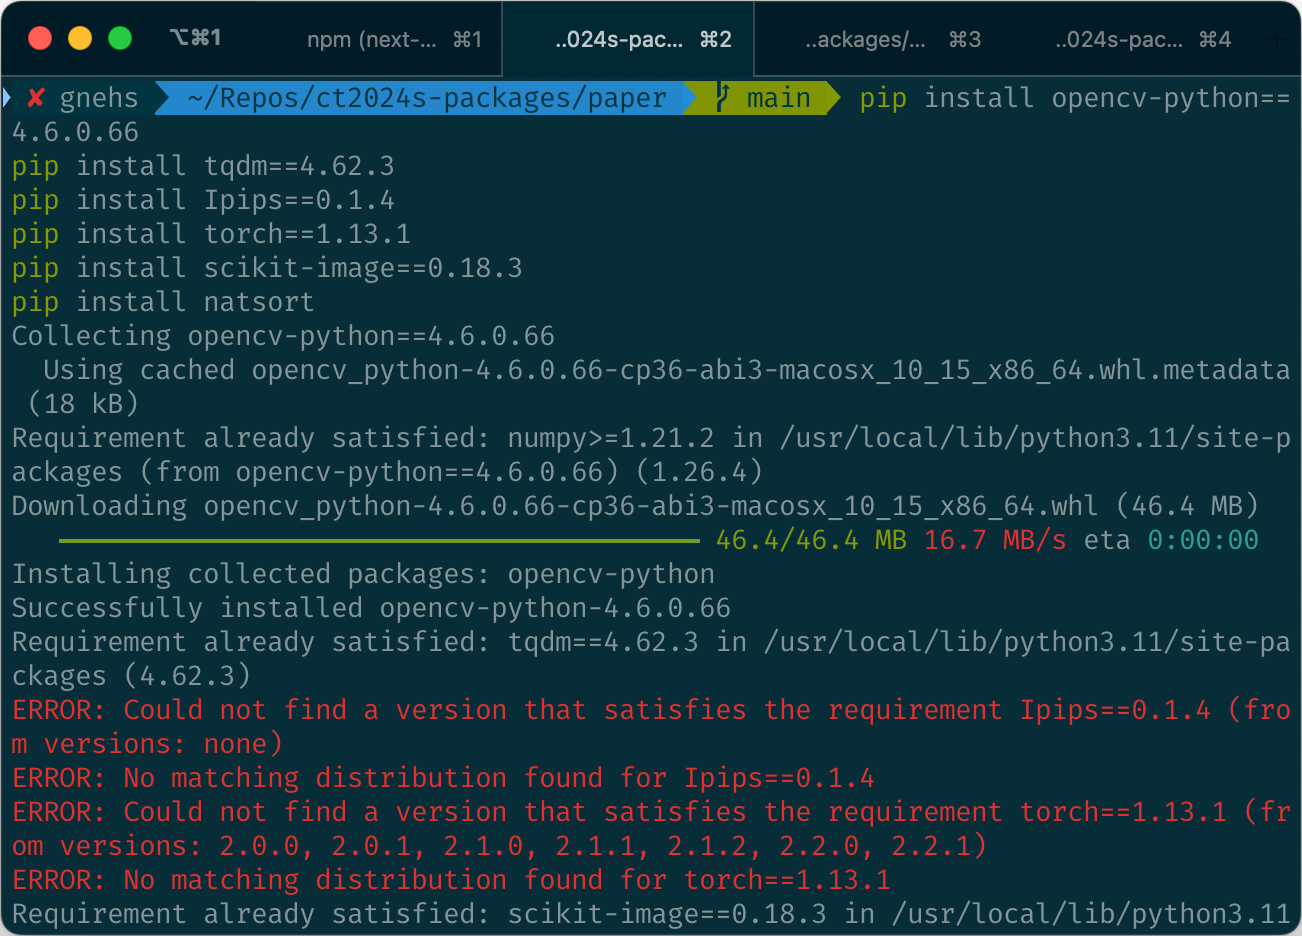 ⌥⌘1 npm (next-... ⌘1 ..024s-pac... ⌘2 ..ackages/... ⌘3 ..024s-pac... ⌘4
✘ gnehs ~/Repos/ct2024s-packages/paper main pip install opencv-python==
4.6.0.66
pip install tqdm==4.62.3
pip install Ipips==0.1.4
pip install torch==1.13.1
pip install scikit-image==0.18.3
pip install natsort
Collecting opencv-python==4.6.0.66
  Using cached opencv_python-4.6.0.66-cp36-abi3-macosx_10_15_x86_64.whl.metadata
 (18 kB)
Requirement already satisfied: numpy>=1.21.2 in /usr/local/lib/python3.11/site-p
ackages (from opencv-python==4.6.0.66) (1.26.4)
Downloading opencv_python-4.6.0.66-cp36-abi3-macosx_10_15_x86_64.whl (46.4 MB)
46.4/46.4 MB 16.7 MB/s eta 0:00:00
Installing collected packages: opencv-python
Successfully installed opencv-python-4.6.0.66
Requirement already satisfied: tqdm==4.62.3 in /usr/local/lib/python3.11/site-pa
ckages (4.62.3)
ERROR: Could not find a version that satisfies the requirement Ipips==0.1.4 (fro
m versions: none)
ERROR: No matching distribution found for Ipips==0.1.4
ERROR: Could not find a version that satisfies the requirement torch==1.13.1 (fr
om versions: 2.0.0, 2.0.1, 2.1.0, 2.1.1, 2.1.2, 2.2.0, 2.2.1)
ERROR: No matching distribution found for torch==1.13.1
Requirement already satisfied: scikit-image==0.18.3 in /usr/local/lib/python3.11